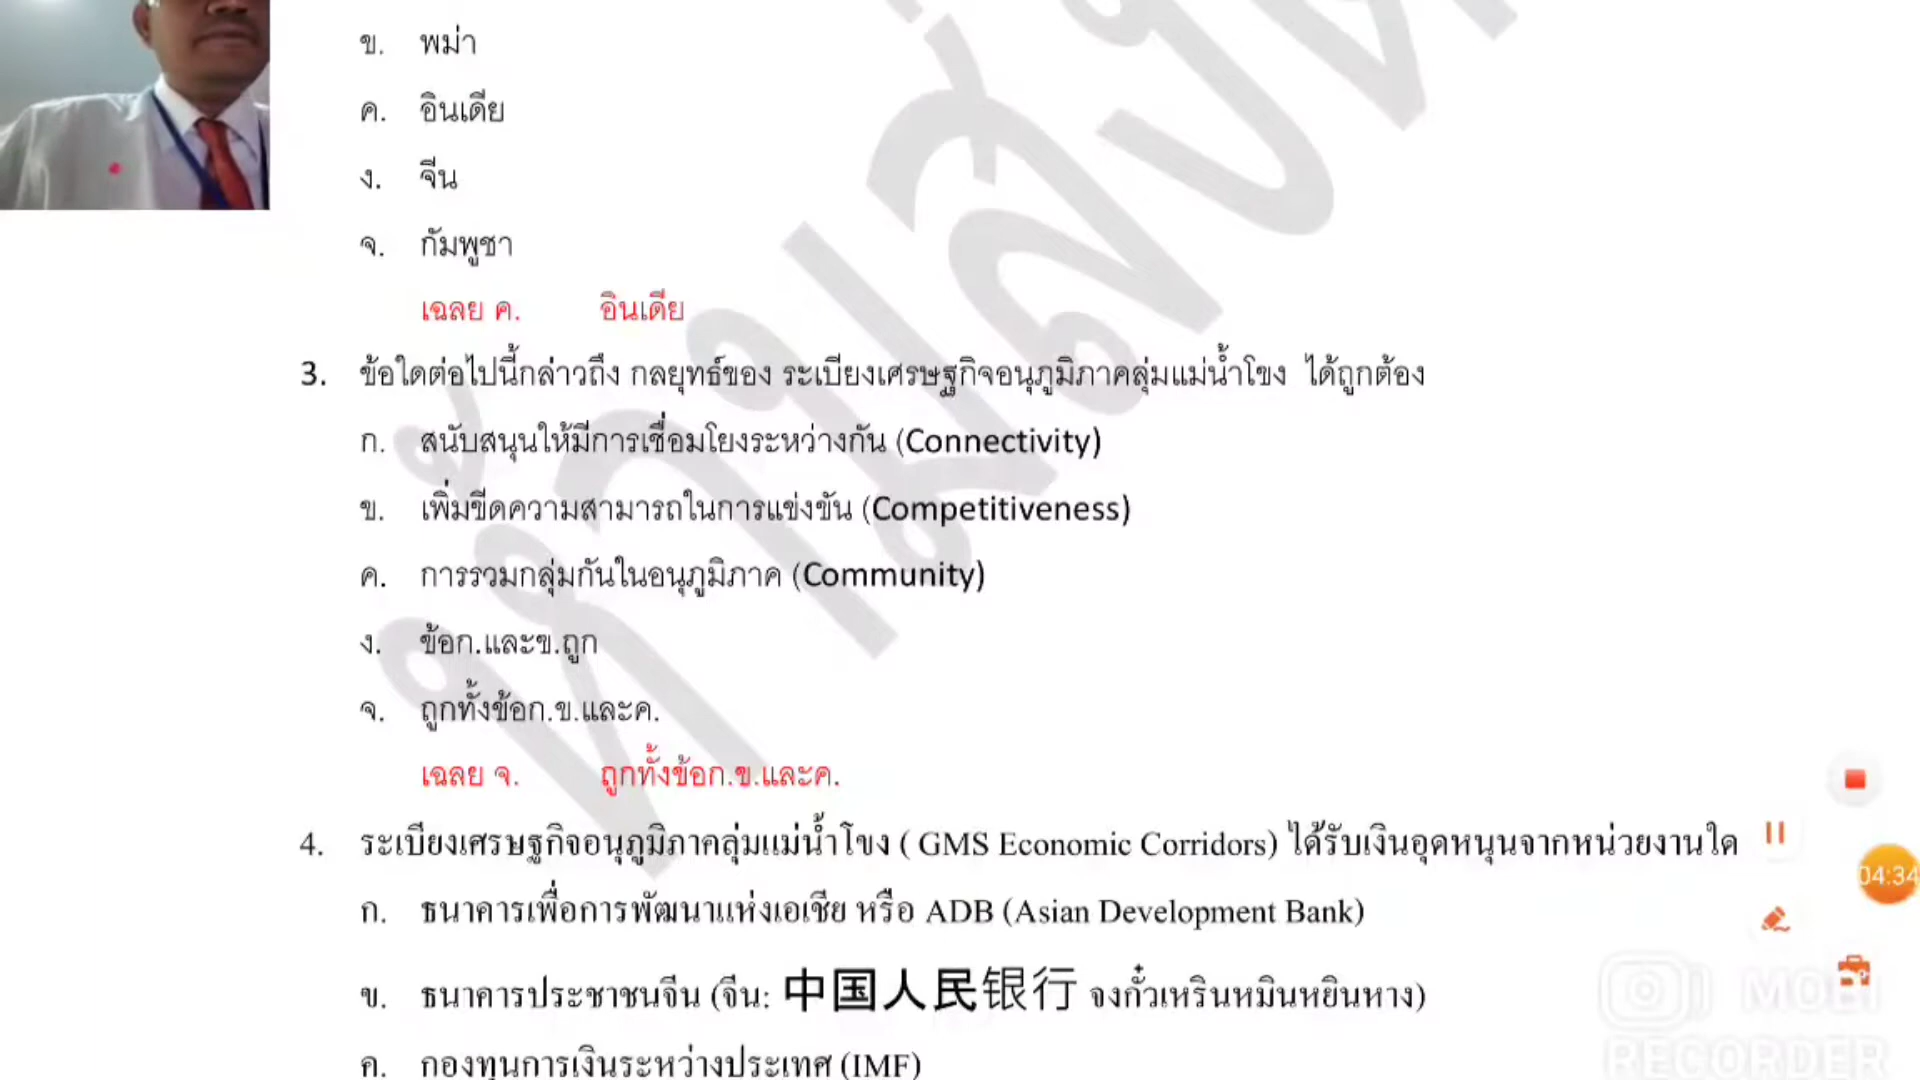 ข. พม่า
ค. อินเดีย
ง. จีน
จ. กัมพูชา
เฉลย ค. อินเดีย
3. ข้อใดต่อไปนี้กล่าวถึง กลยุทธ์ของ ระเบียงเศรษฐกิจอนุภูมิภาคลุ่มแม่น้ำโขง ได้ถูกต้อง
ก. สนับสนุนให้มีการเชื่อมโยงระหว่างกัน (Connectivity)
ข. เพิ่มขีดความสามารถในการแข่งขัน (Competitiveness)
ค. การรวมกลุ่มกันในอนุภูมิภาค (Community)
ง. ข้อก.และข.ถูก
จ. ถูกทั้งข้อก.ข.และค.
เฉลย จ. ถูกทั้งข้อก.ข.และค.
4. ระเบียงเศรษฐกิจอนุภูมิภาคลุ่มแม่น้ำโขง ( GMS Economic Corridors) ได้รับเงินอุดหนุนจากหน่วยงานใด
04:34
ก. ธนาคารเพื่อการพัฒนาแห่งเอเชีย หรือ ADB (Asian Development Bank)
ข. ธนาคารประชาชนจีน (จีน: 中国人民银行 จงกั๋วเหรินหมินหยินหาง)
ค. กองทุนการเงินระหว่างประเทศ (IMF)
MOBI
RECORDER